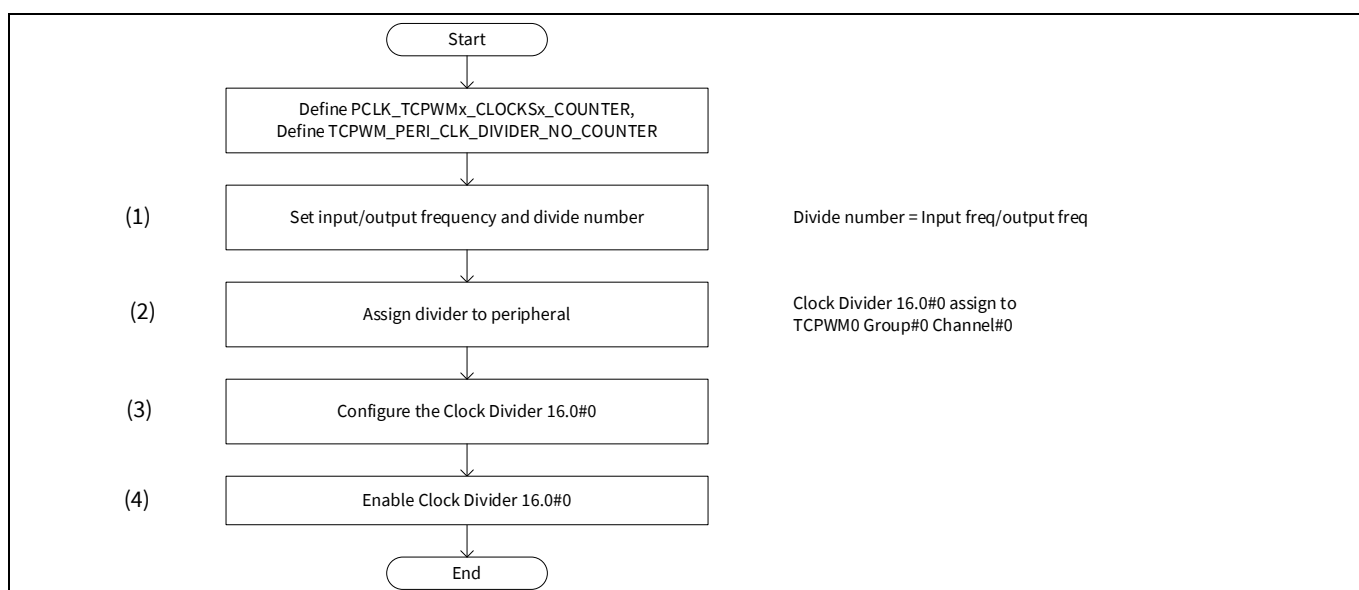 Start
Define PCLK_TCPWMx_CLOCKSx_COUNTER,
Define TCPWM_PERI_CLK_DIVIDER_NO_COUNTER
(1)
Set input/output frequency and divide number
Divide number = Input freq/output freq
(2)
Assign divider to peripheral
Clock Divider 16.0#0 assign to
TCPWM0 Group#0 Channel#0
(3)
Configure the Clock Divider 16.0#0
(4)
Enable Clock Divider 16.0#0
End